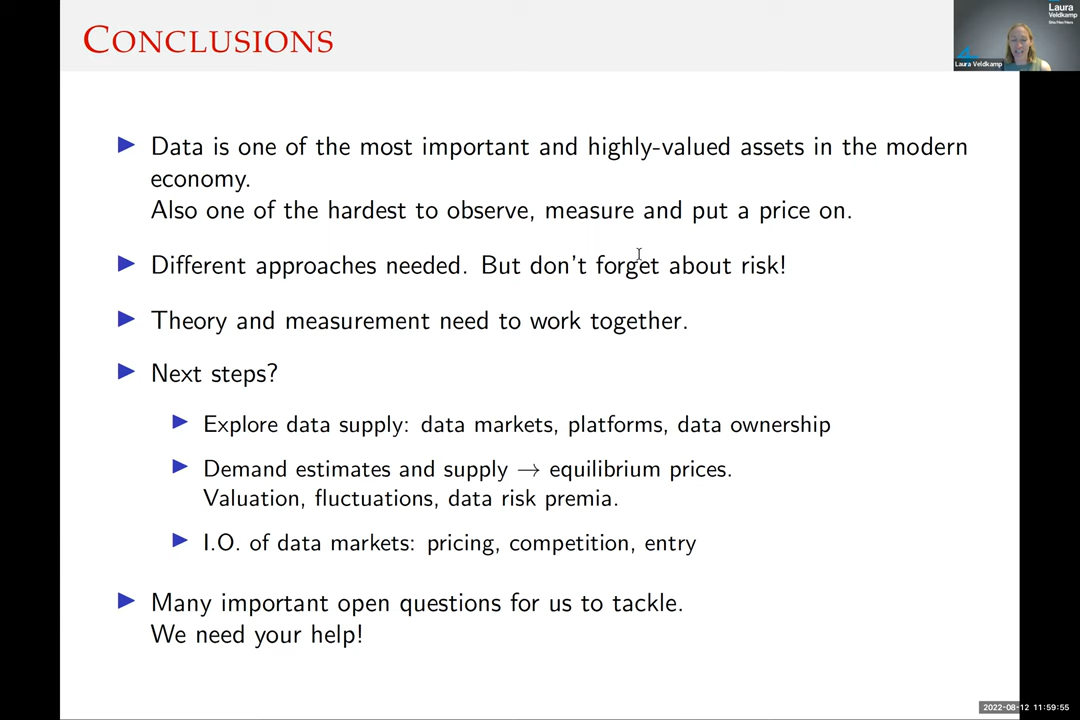 CONCLUSIONS
Laura
Veldkamp
Laura Veldkamp
Data is one of the most important and highly-valued assets in the modern
economy.
Also one of the hardest to observe, measure and put a price on.
Different approaches needed. But don't forget about risk!
Theory and measurement need to work together.
Next steps?
Explore data supply: data markets, platforms, data ownership
Demand estimates and supply → equilibrium prices.
Valuation, fluctuations, data risk premia.
I.O. of data markets: pricing, competition, entry
Many important open questions for us to tackle.
We need your help!
2022-08-12 11:59:55